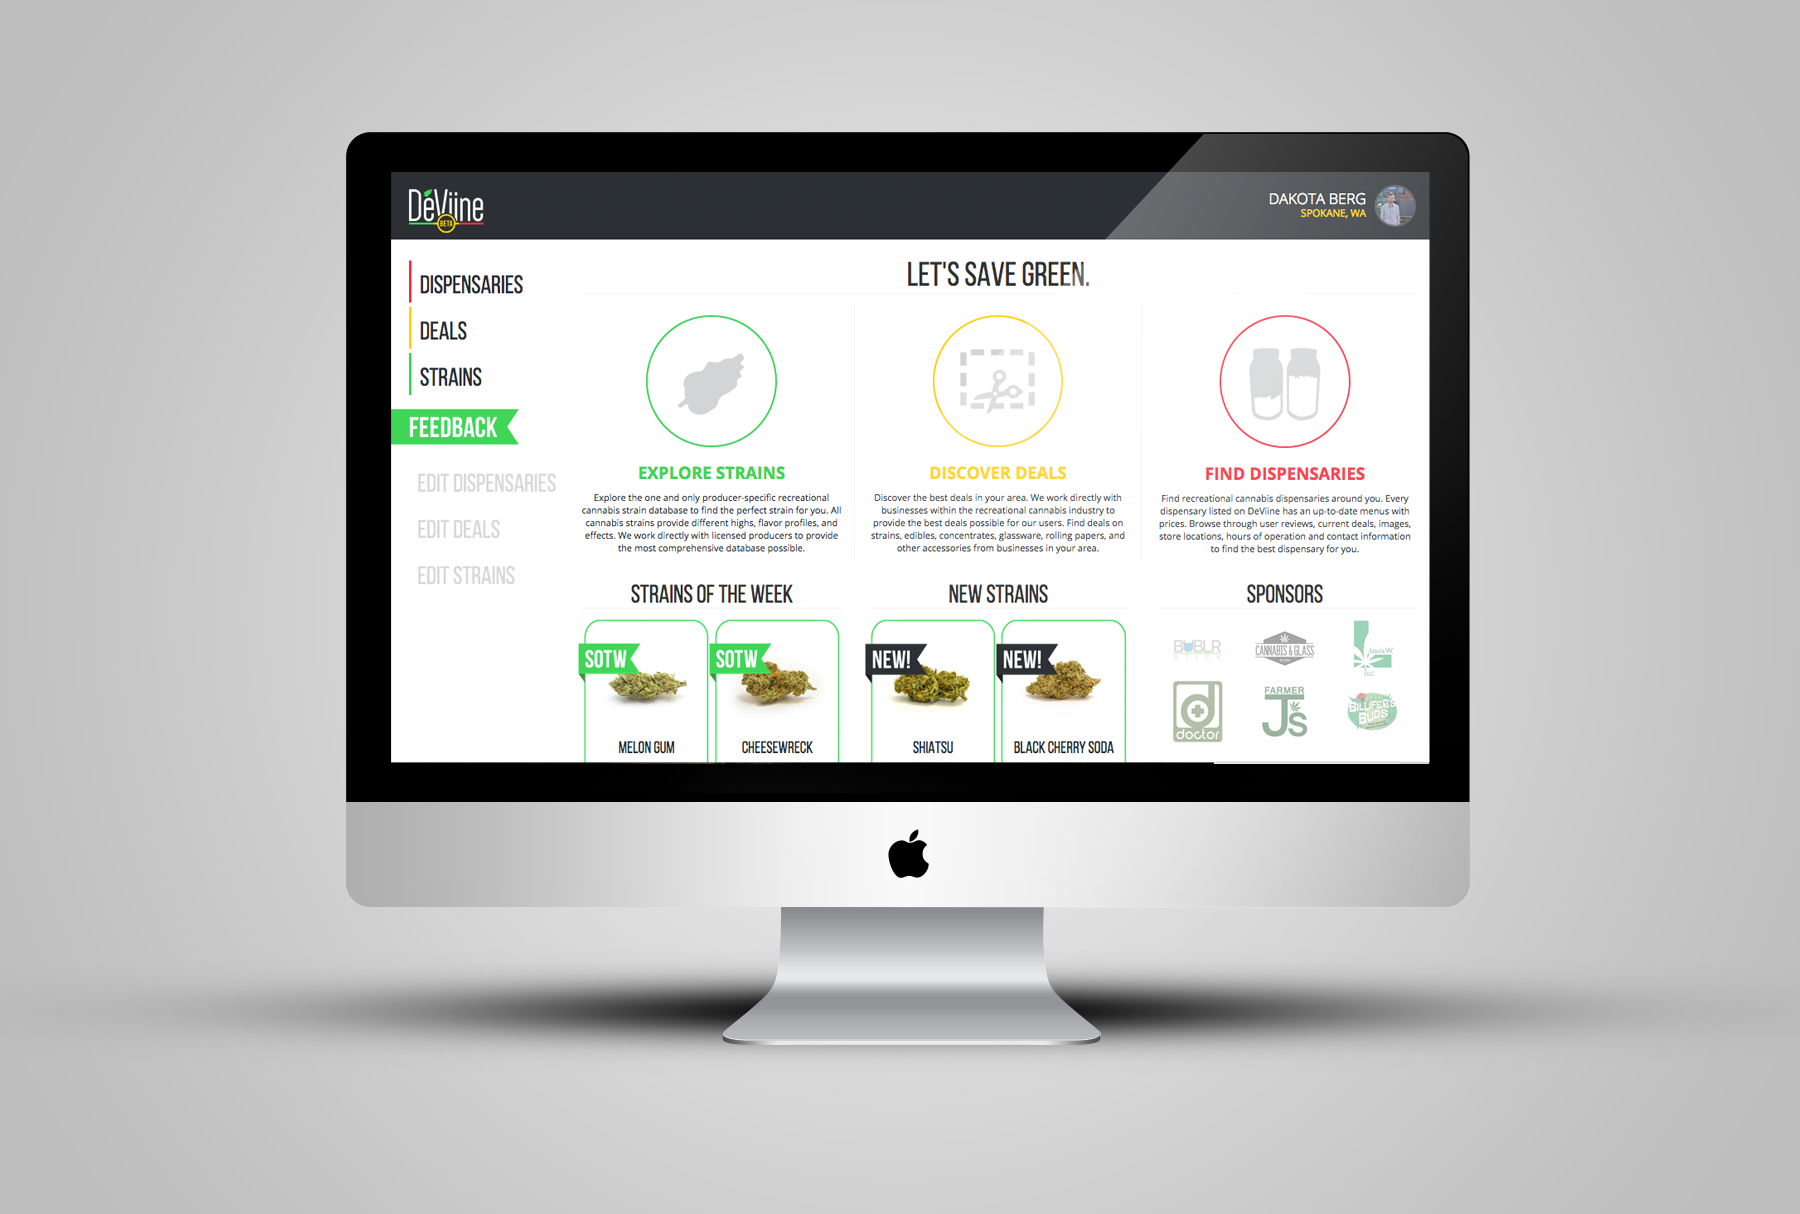 DéViine
BETA
DAKOTA BERG
SPOKANE, WA
DISPENSARIES
DEALS
STRAINS
FEEDBACK
EDIT DISPENSARIES
EDIT DEALS
EDIT STRAINS
LET'S SAVE GREEN.
EXPLORE STRAINS
Explore the one and only producer-specific recreational
cannabis strain database to find the perfect strain for you. All
cannabis strains provide different highs, flavor profiles, and
effects. We work directly with licensed producers to provide
the most comprehensive database possible.
DISCOVER DEALS
Discover the best deals in your area. We work directly with
businesses within the recreational cannabis industry to
provide the best deals possible for our users. Find deals on
strains, edibles, concentrates, glassware, rolling papers, and
other accessories from businesses in your area.
FIND DISPENSARIES
Find recreational cannabis dispensaries around you. Every
dispensary listed on DeViine has an up-to-date menus with
prices. Browse through user reviews, current deals, images,
store locations, hours of operation and contact information
to find the best dispensary for you.
STRAINS OF THE WEEK
SOTW
MELON GUM
SOTW
CHEESEWRECK
NEW STRAINS
NEW!
SHIATSU
NEW!
BLACK CHERRY SODA
SPONSORS
BUBLR
STICK
CANNABIS & GLASS
Louis W
Inc
doctor
FARMER
JS
BILLIFER'S
BUDS